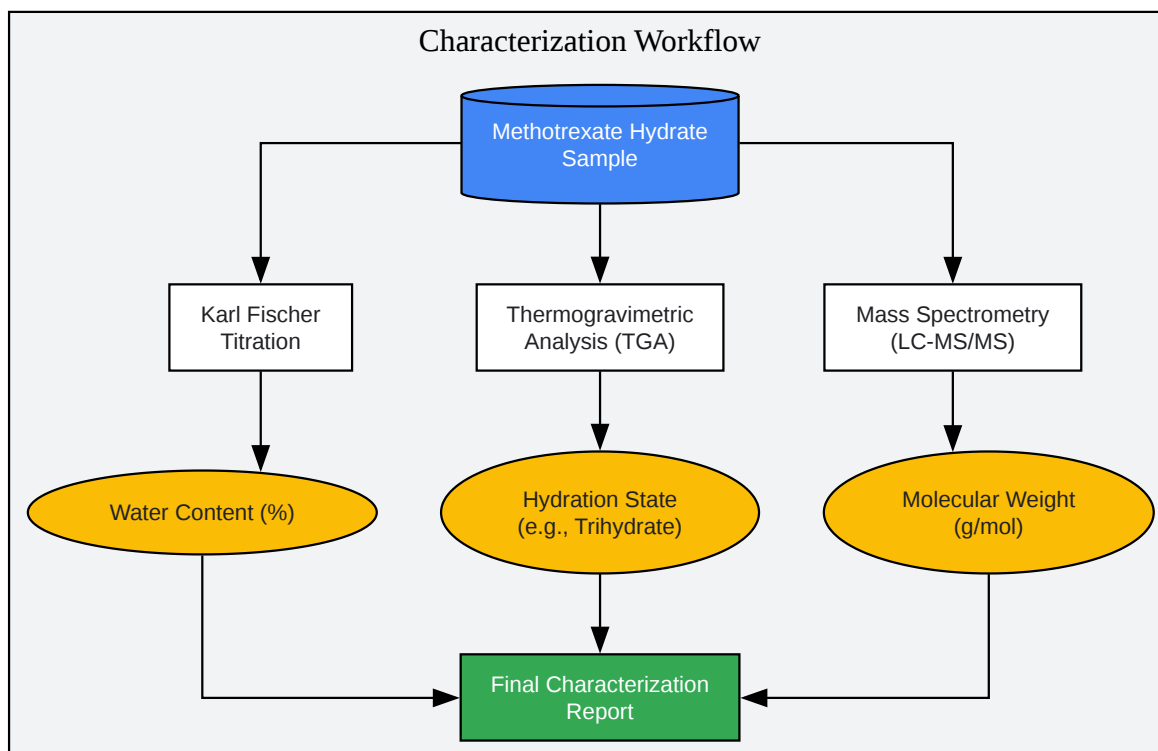 Characterization Workflow
Methotrexate Hydrate
Sample
Karl Fischer
Titration
Thermogravimetric
Analysis (TGA)
Mass Spectrometry
(LC-MS/MS)
Water Content (%)
Hydration State
(e.g., Trihydrate)
Molecular Weight
(g/mol)
Final Characterization
Report